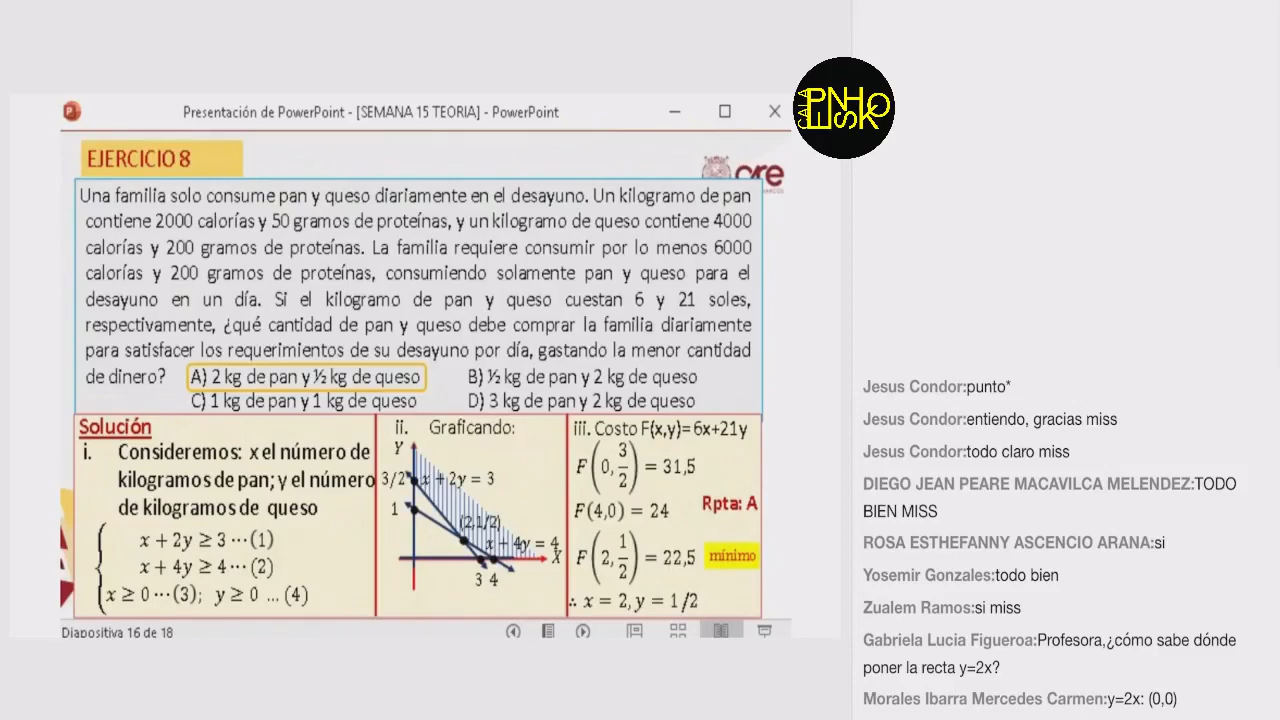 Presentación de PowerPoint - [SEMANA 15 TEORIA] - PowerPoint
CALA
PNHO
ESK
EJERCICIO 8
cre
Una familia solo consume pan y queso diariamente en el desayuno. Un kilogramo de pan
contiene 2000 calorías y 50 gramos de proteínas, y un kilogramo de queso contiene 4000
calorías y 200 gramos de proteínas. La familia requiere consumir por lo menos 6000
calorías y 200 gramos de proteínas, consumiendo solamente pan y queso para el
desayuno en un día. Si el kilogramo de pan y queso cuestan 6 y 21 soles,
respectivamente, ¿qué cantidad de pan y queso debe comprar la familia diariamente
para satisfacer los requerimientos de su desayuno por día, gastando la menor cantidad
de dinero? A) 2 kg de pan y ½ kg de queso B) ½ kg de pan y 2 kg de queso
C) 1 kg de pan y 1 kg de queso D) 3 kg de pan y 2 kg de queso
Solución
i. Consideremos: x el número de
kilogramos de pan; y el número
de kilogramos de queso
x + 2y ≥ 3 ⋯(1)
x + 4y ≥ 4 ⋯(2)
x ≥ 0 ⋯(3); y ≥ 0 ... (4)
ii. Graficando:
Y
3/2 x + 2y = 3
1 (2,1/2)
x + 4y = 4
X
3 4
iii. Costo F(x,y)= 6x+21y
F(0, 3/2) = 31,5
F(4,0) = 24 Rpta: A
F(2, 1/2) = 22,5 mínimo
∴ x = 2, y = 1/2
Diapositiva 16 de 18
Jesus Condor:punto*
Jesus Condor:entiendo, gracias miss
Jesus Condor:todo claro miss
DIEGO JEAN PEARE MACAVILCA MELENDEZ:TODO
BIEN MISS
ROSA ESTHEFANNY ASCENCIO ARANA:si
Yosemir Gonzales:todo bien
Zualem Ramos:si miss
Gabriela Lucia Figueroa:Profesora,¿cómo sabe dónde
poner la recta y=2x?
Morales Ibarra Mercedes Carmen:y=2x: (0,0)